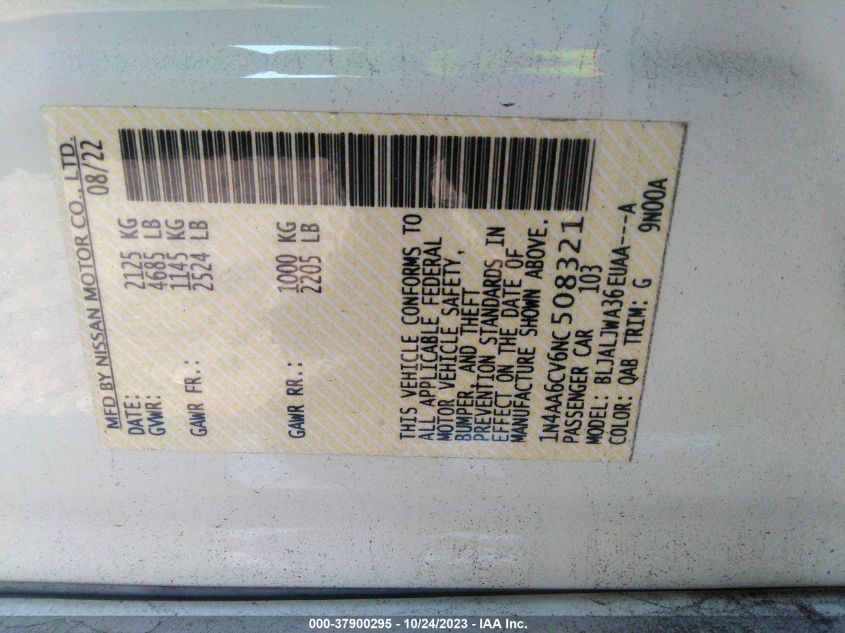 MFD BY NISSAN MOTOR CO., LTD.
DATE: 08/22
GVWR: 2125 KG
4685 LB
GAWR FR.: 1145 KG
2524 LB
GAWR RR.: 1000 KG
2205 LB
THIS VEHICLE CONFORMS TO
ALL APPLICABLE FEDERAL
MOTOR VEHICLE SAFETY,
BUMPER, AND THEFT
PREVENTION STANDARDS IN
EFFECT ON THE DATE OF
MANUFACTURE SHOWN ABOVE.
1N4AA6CV6NC508321
PASSENGER CAR 103
MODEL: BLJALJWA36EUAA---A
COLOR: QAB TRIM: G 9N00A
000-37900295 - 10/24/2023 - IAA Inc.